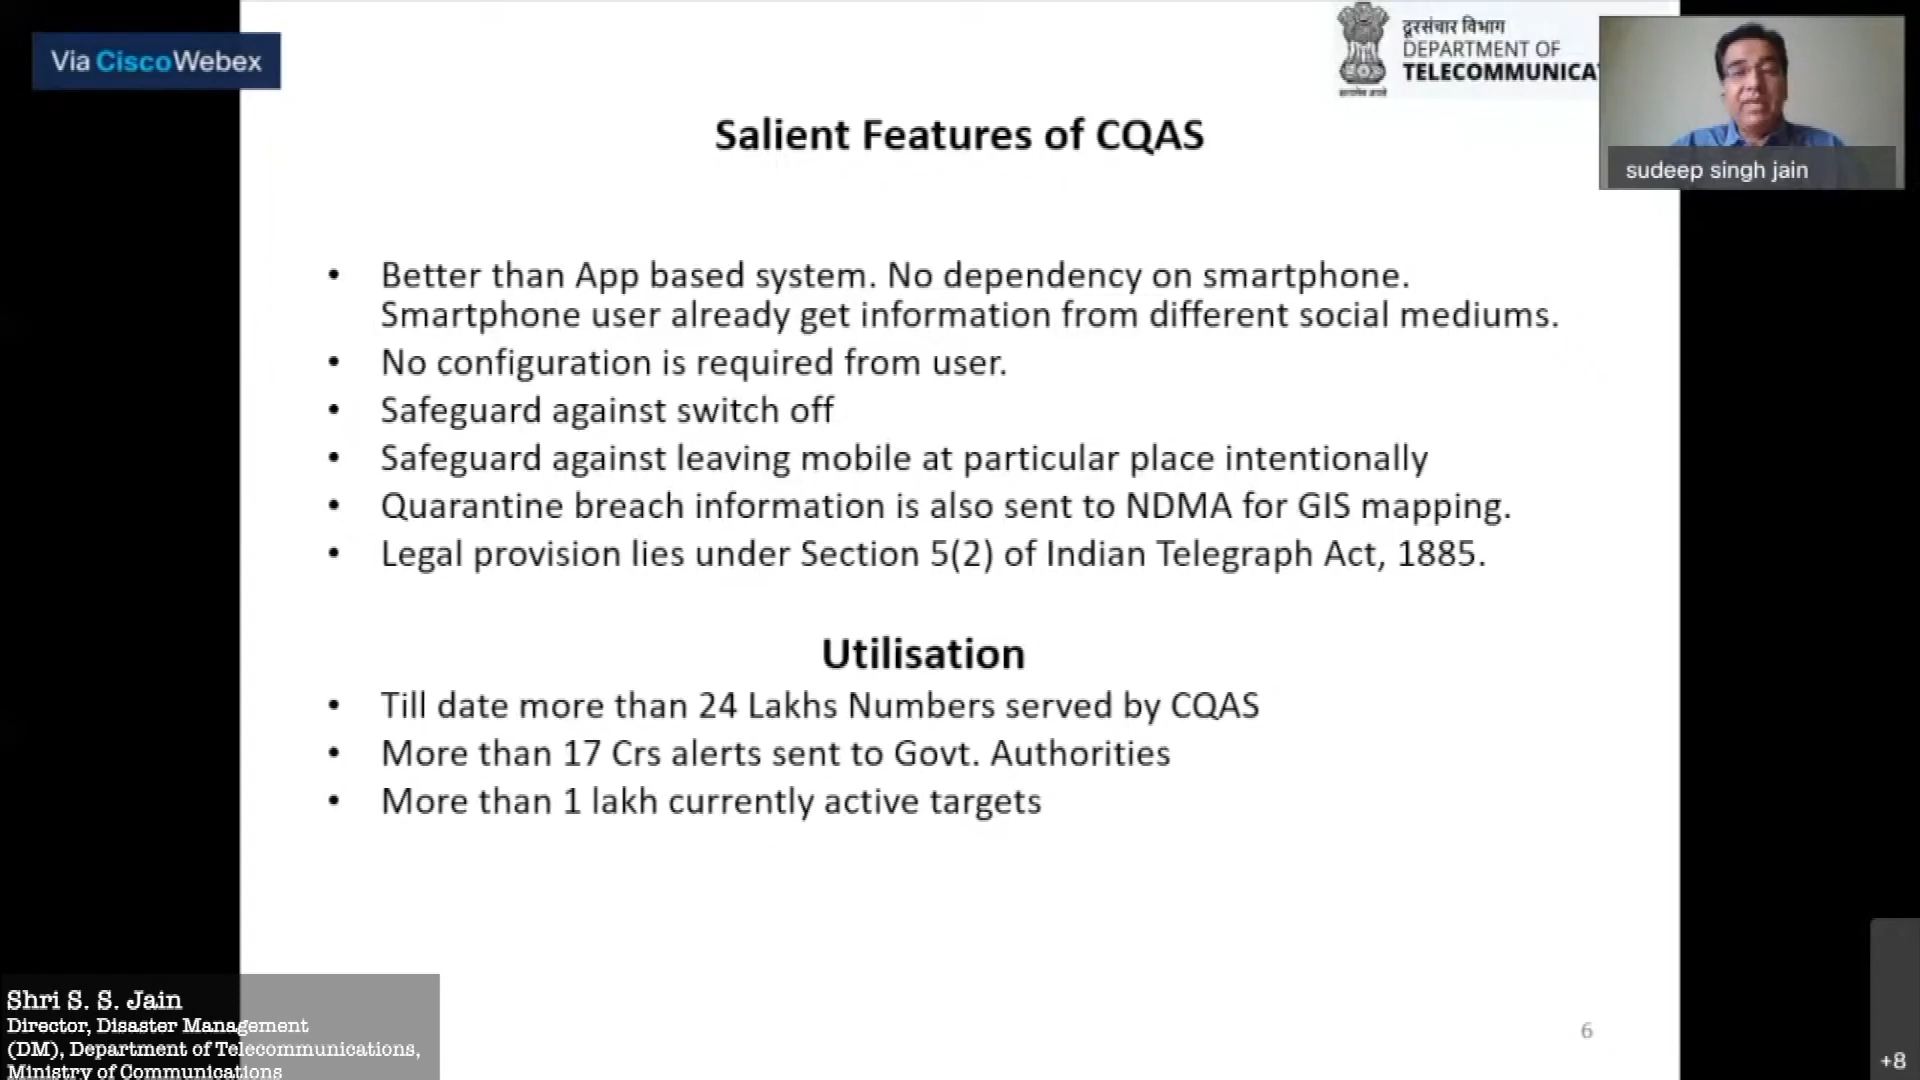 Via CiscoWebex
दूरसंचार विभाग
DEPARTMENT OF
TELECOMMUNICA
sudeep singh jain
Salient Features of CQAS
• Better than App based system. No dependency on smartphone.
Smartphone user already get information from different social mediums.
• No configuration is required from user.
• Safeguard against switch off
• Safeguard against leaving mobile at particular place intentionally
• Quarantine breach information is also sent to NDMA for GIS mapping.
• Legal provision lies under Section 5(2) of Indian Telegraph Act, 1885.
Utilisation
• Till date more than 24 Lakhs Numbers served by CQAS
• More than 17 Crs alerts sent to Govt. Authorities
• More than 1 lakh currently active targets
Shri S. S. Jain
Director, Disaster Management
(DM), Department of Telecommunications,
Ministry of Communications
6
+8